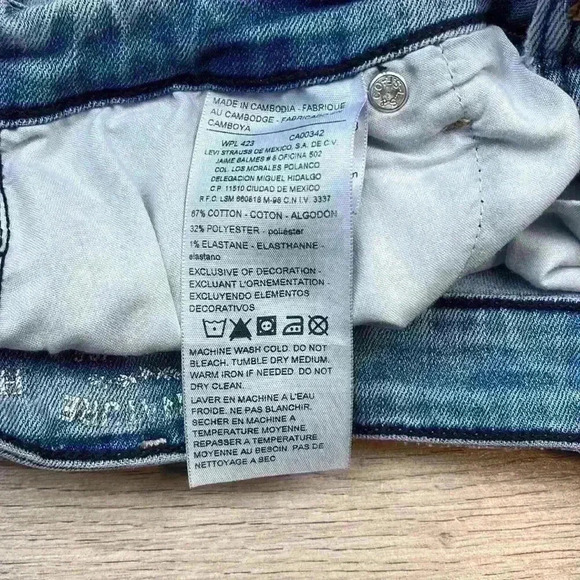 MADE IN CAMBODIA - FABRIQUE
AU CAMBODGE - FABRICADO EN
CAMBOYA
WPL 423 CA00342
LEVI STRAUSS DE MEXICO, S.A. DE C.V
JAIME BALMES # 8 OFICINA 502
COL. LOS MORALES POLANCO
DELEGACION MIGUEL HIDALGO
C.P. 11510 CIUDAD DE MEXICO
R.F.C. LSM 860818 M-98 C.N.I.V. 3337
67% COTTON - COTON - ALGODÓN
32% POLYESTER - poliéster
1% ELASTANE - ELASTHANNE -
elastano
EXCLUSIVE OF DECORATION -
EXCLUANT L'ORNEMENTATION -
EXCLUYENDO ELEMENTOS
DECORATIVOS
MACHINE WASH COLD. DO NOT
BLEACH. TUMBLE DRY MEDIUM.
WARM IRON IF NEEDED. DO NOT
DRY CLEAN.
LAVER EN MACHINE A L'EAU
FROIDE. NE PAS BLANCHIR.
SECHER EN MACHINE A
TEMPERATURE MOYENNE.
REPASSER A TEMPERATURE
MOYENNE AU BESOIN. PAS DE
NETTOYAGE A SEC